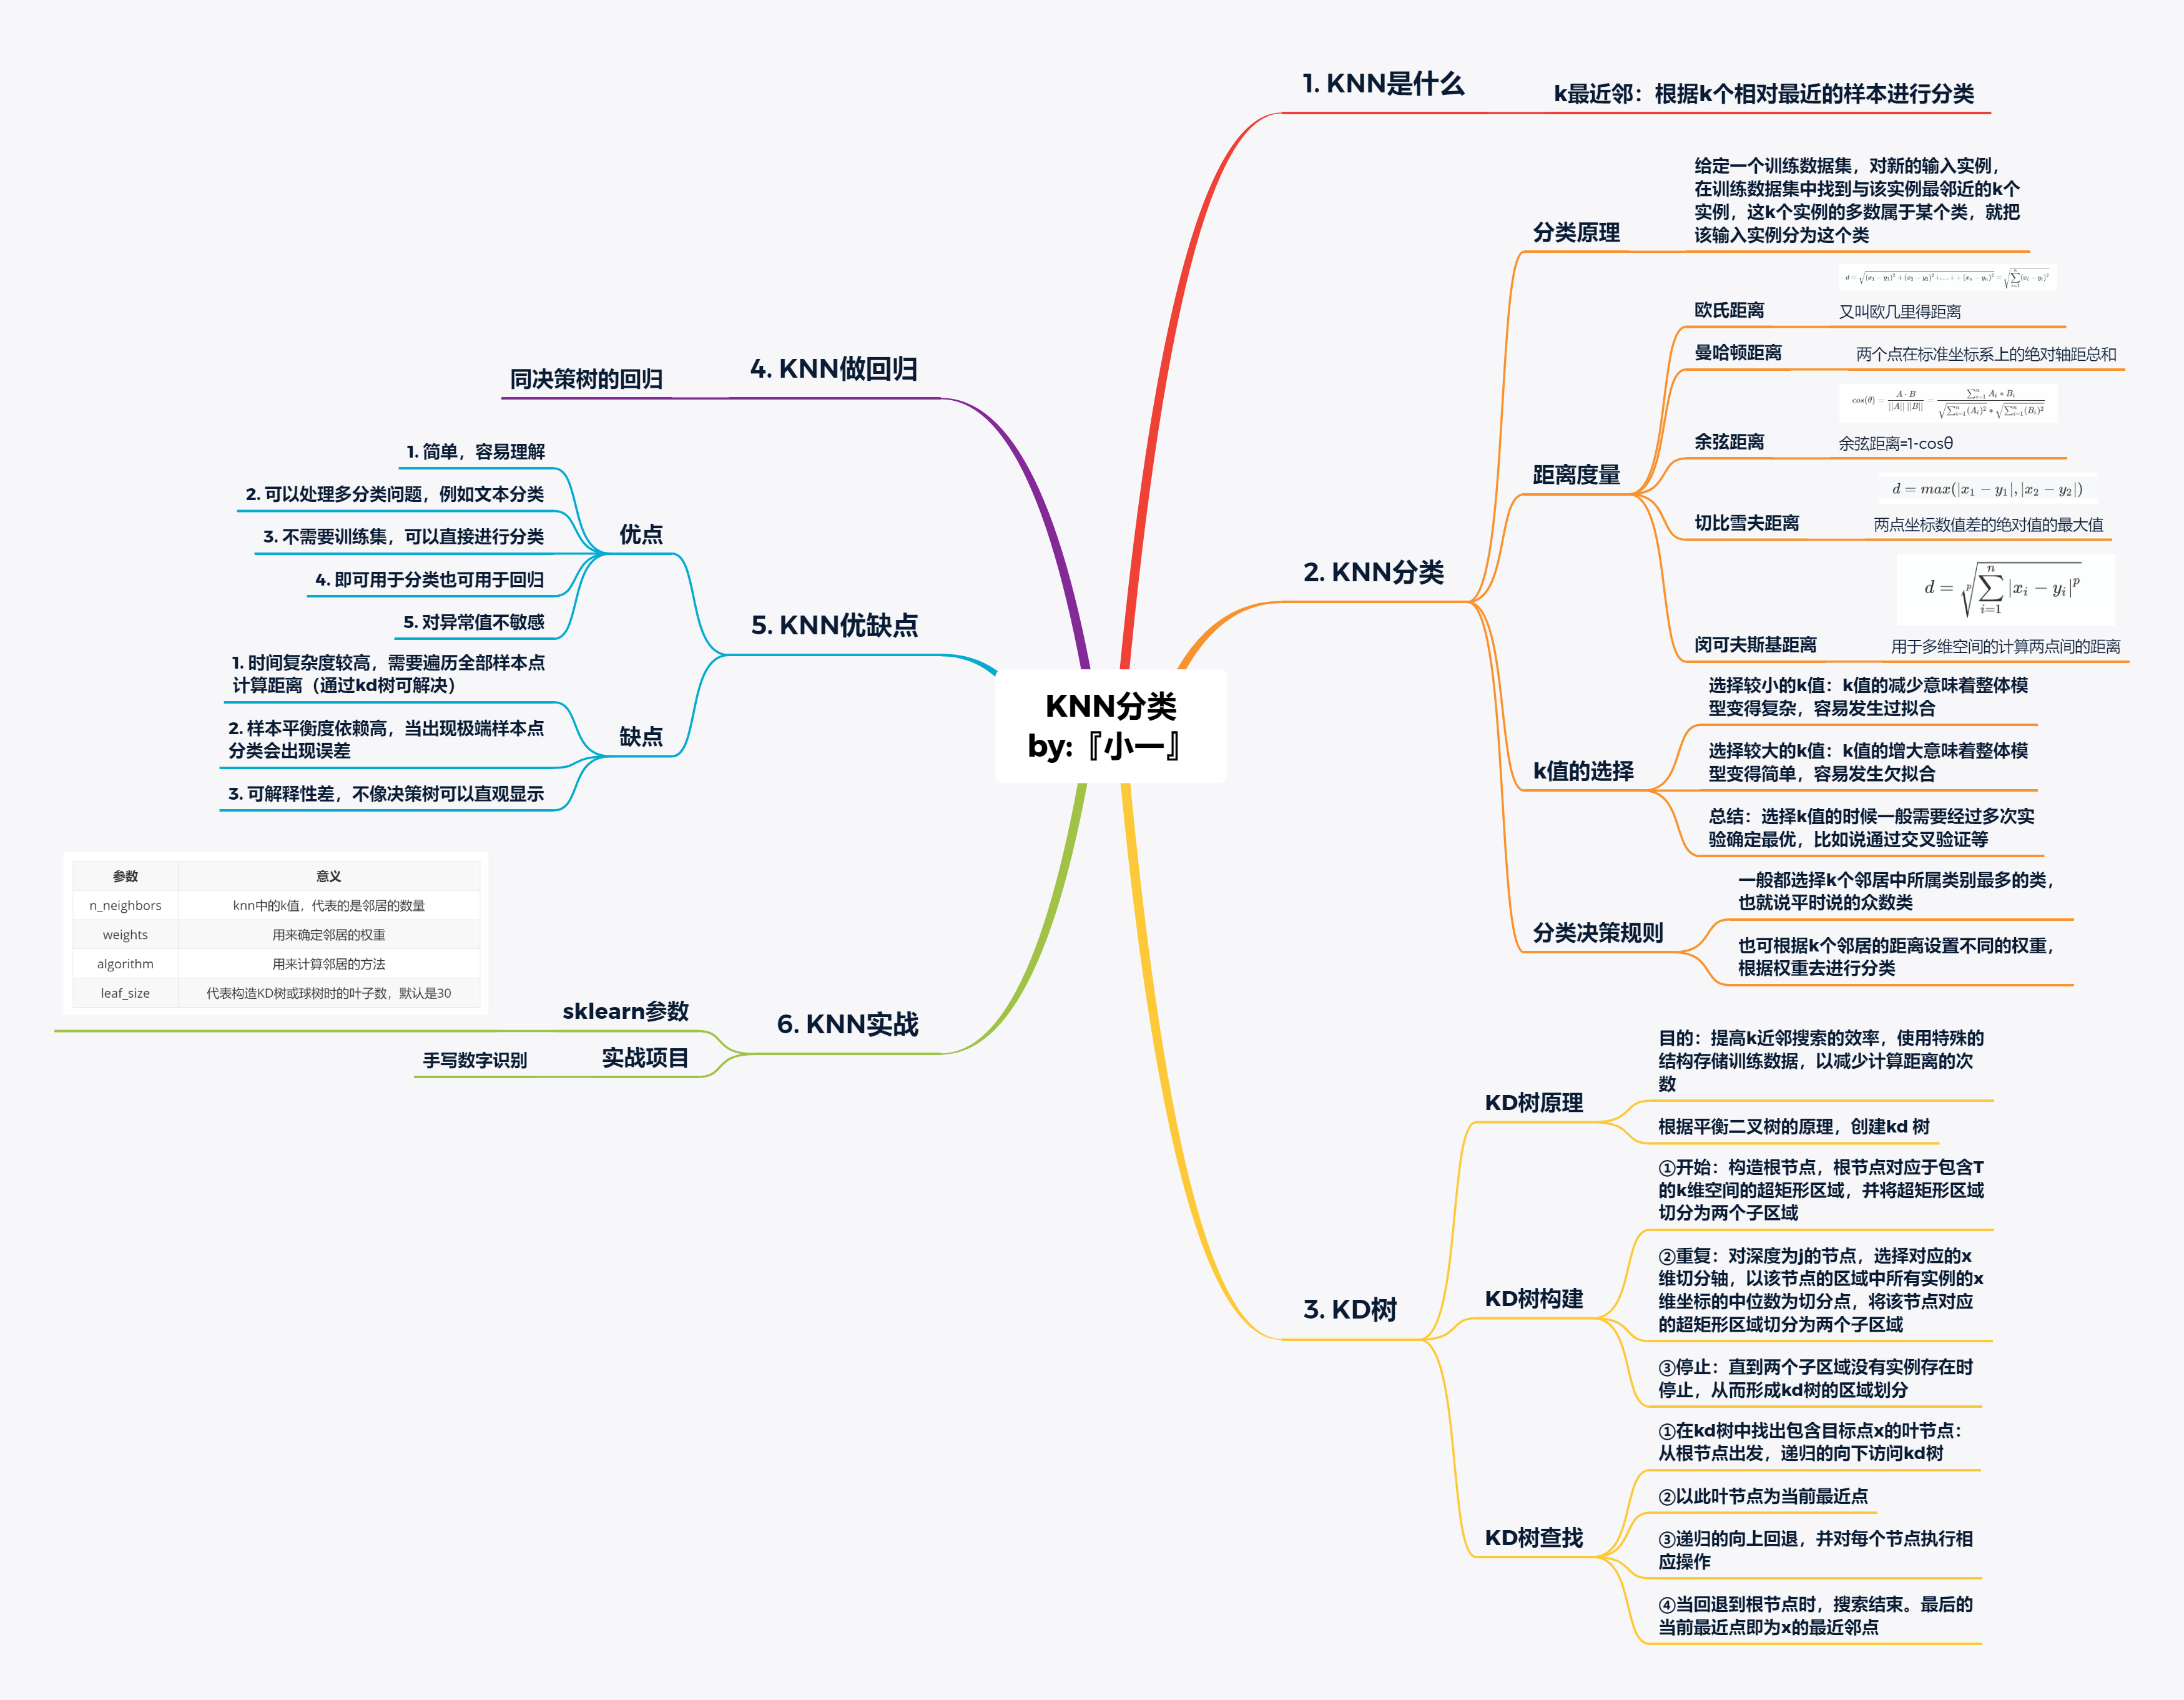 KNN分类
by:『小一』
1. KNN是什么
k最近邻：根据k个相对最近的样本进行分类
2. KNN分类
分类原理
给定一个训练数据集，对新的输入实例，
在训练数据集中找到与该实例最邻近的k个
实例，这k个实例的多数属于某个类，就把
该输入实例分为这个类
距离度量
欧氏距离
d = √((x₁ − y₁)² + (x₂ − y₂)² + . . . + + (xₙ − yₙ)²) = √(∑ᵢ₌₁ⁿ(xᵢ − yᵢ)²)
又叫欧几里得距离
曼哈顿距离
两个点在标准坐标系上的绝对轴距总和
余弦距离
cos(θ) = A · B / ||A|| ||B|| = ∑ᵢ₌₁ⁿ Aᵢ ∗ Bᵢ / √(∑ᵢ₌₁ⁿ(Aᵢ)²) ∗ √(∑ᵢ₌₁ⁿ(Bᵢ)²)
余弦距离=1-cosθ
切比雪夫距离
d = max(|x₁ − y₁|, |x₂ − y₂|)
两点坐标数值差的绝对值的最大值
闵可夫斯基距离
d = ᵖ√(∑ᵢ₌₁ⁿ |xᵢ − yᵢ|ᵖ)
用于多维空间的计算两点间的距离
k值的选择
选择较小的k值：k值的减少意味着整体模
型变得复杂，容易发生过拟合
选择较大的k值：k值的增大意味着整体模
型变得简单，容易发生欠拟合
总结：选择k值的时候一般需要经过多次实
验确定最优，比如说通过交叉验证等
分类决策规则
一般都选择k个邻居中所属类别最多的类，
也就说平时说的众数类
也可根据k个邻居的距离设置不同的权重，
根据权重去进行分类
3. KD树
KD树原理
目的：提高k近邻搜索的效率，使用特殊的
结构存储训练数据，以减少计算距离的次
数
根据平衡二叉树的原理，创建kd 树
KD树构建
①开始：构造根节点，根节点对应于包含T
的k维空间的超矩形区域，并将超矩形区域
切分为两个子区域
②重复：对深度为j的节点，选择对应的x
维切分轴，以该节点的区域中所有实例的x
维坐标的中位数为切分点，将该节点对应
的超矩形区域切分为两个子区域
③停止：直到两个子区域没有实例存在时
停止，从而形成kd树的区域划分
KD树查找
①在kd树中找出包含目标点x的叶节点：
从根节点出发，递归的向下访问kd树
②以此叶节点为当前最近点
③递归的向上回退，并对每个节点执行相
应操作
④当回退到根节点时，搜索结束。最后的
当前最近点即为x的最近邻点
4. KNN做回归
同决策树的回归
5. KNN优缺点
优点
1. 简单，容易理解
2. 可以处理多分类问题，例如文本分类
3. 不需要训练集，可以直接进行分类
4. 即可用于分类也可用于回归
5. 对异常值不敏感
缺点
1. 时间复杂度较高，需要遍历全部样本点
计算距离（通过kd树可解决）
2. 样本平衡度依赖高，当出现极端样本点
分类会出现误差
3. 可解释性差，不像决策树可以直观显示
6. KNN实战
sklearn参数
参数 意义
n_neighbors knn中的k值，代表的是邻居的数量
weights 用来确定邻居的权重
algorithm 用来计算邻居的方法
leaf_size 代表构造KD树或球树时的叶子数，默认是30
实战项目
手写数字识别